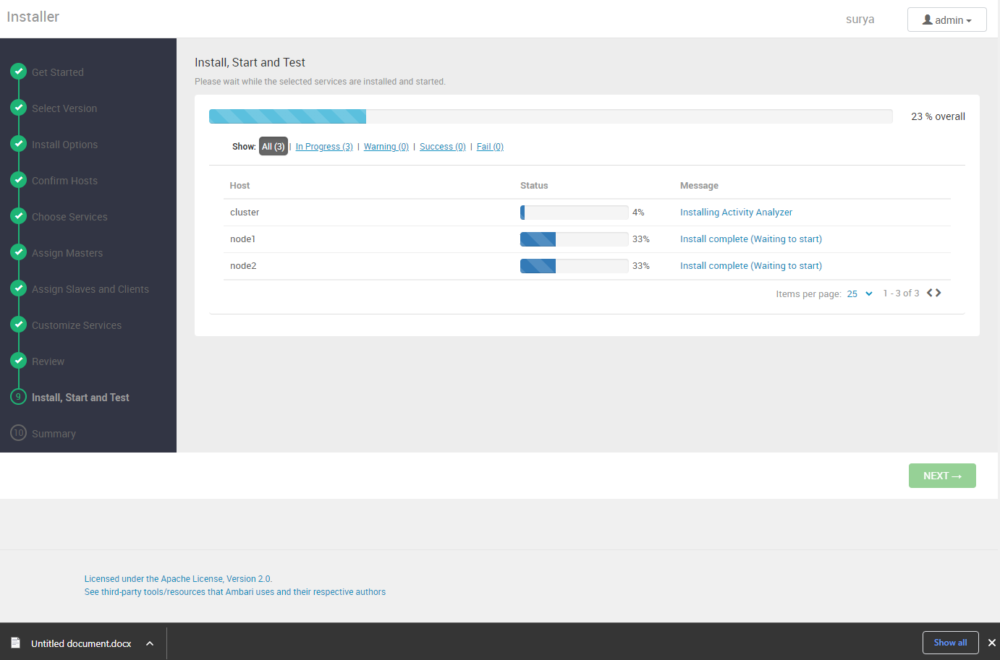 Installer
surya
admin
Get Started
Select Version
Install Options
Confirm Hosts
Choose Services
Assign Masters
Assign Slaves and Clients
Customize Services
Review
9 Install, Start and Test
10 Summary
Install, Start and Test
Please wait while the selected services are installed and started.
23 % overall
Show: All (3) | In Progress (3) | Warning (0) | Success (0) | Fail (0)
Host Status Message
cluster 4% Installing Activity Analyzer
node1 33% Install complete (Waiting to start)
node2 33% Install complete (Waiting to start)
Items per page: 25 1 - 3 of 3
NEXT →
Licensed under the Apache License, Version 2.0.
See third-party tools/resources that Ambari uses and their respective authors
Untitled document.docx
Show all